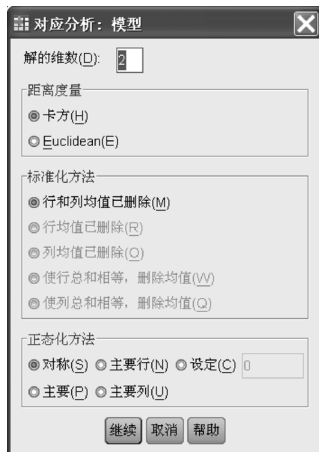 对应分析：模型
解的维数(D): 2
距离度量
卡方(H)
Euclidean(E)
标准化方法
行和列均值已删除(M)
行均值已删除(R)
列均值已删除(O)
使行总和相等，删除均值(W)
使列总和相等，删除均值(Q)
正态化方法
对称(S) 主要行(N) 设定(C) 0
主要(P) 主要列(U)
继续 取消 帮助